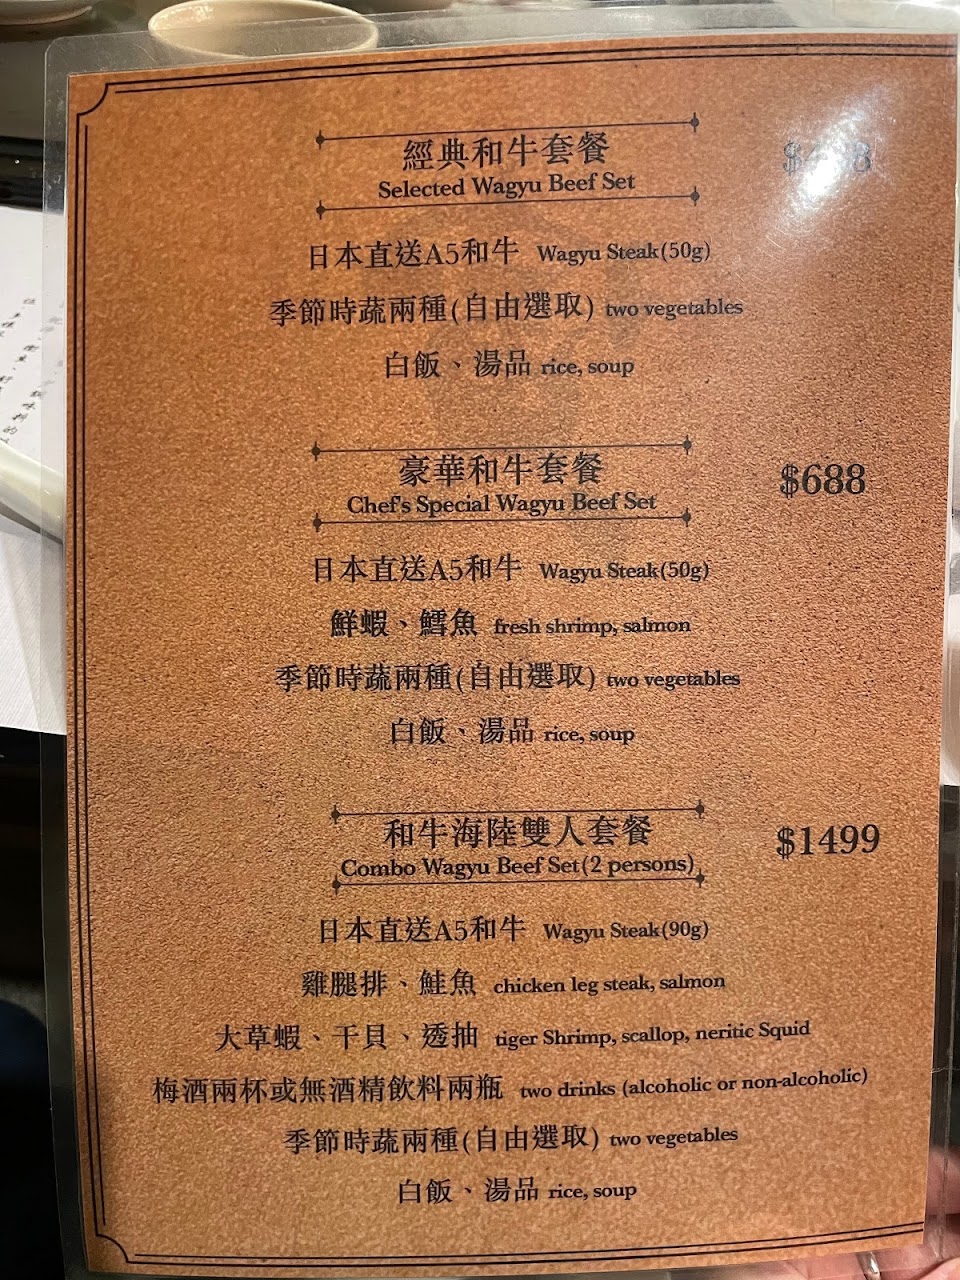 經典和牛套餐
Selected Wagyu Beef Set
日本直送A5和牛 Wagyu Steak(50g)
季節時蔬兩種(自由選取) two vegetables
白飯、湯品 rice, soup
豪華和牛套餐 $688
Chef's Special Wagyu Beef Set
日本直送A5和牛 Wagyu Steak(50g)
鮮蝦、鱈魚 fresh shrimp, salmon
季節時蔬兩種(自由選取) two vegetables
白飯、湯品 rice, soup
和牛海陸雙人套餐 $1499
Combo Wagyu Beef Set(2 persons)
日本直送A5和牛 Wagyu Steak(90g)
雞腿排、鮭魚 chicken leg steak, salmon
大草蝦、干貝、透抽 tiger Shrimp, scallop, neritic Squid
梅酒兩杯或無酒精飲料兩瓶 two drinks (alcoholic or non-alcoholic)
季節時蔬兩種(自由選取) two vegetables
白飯、湯品 rice, soup